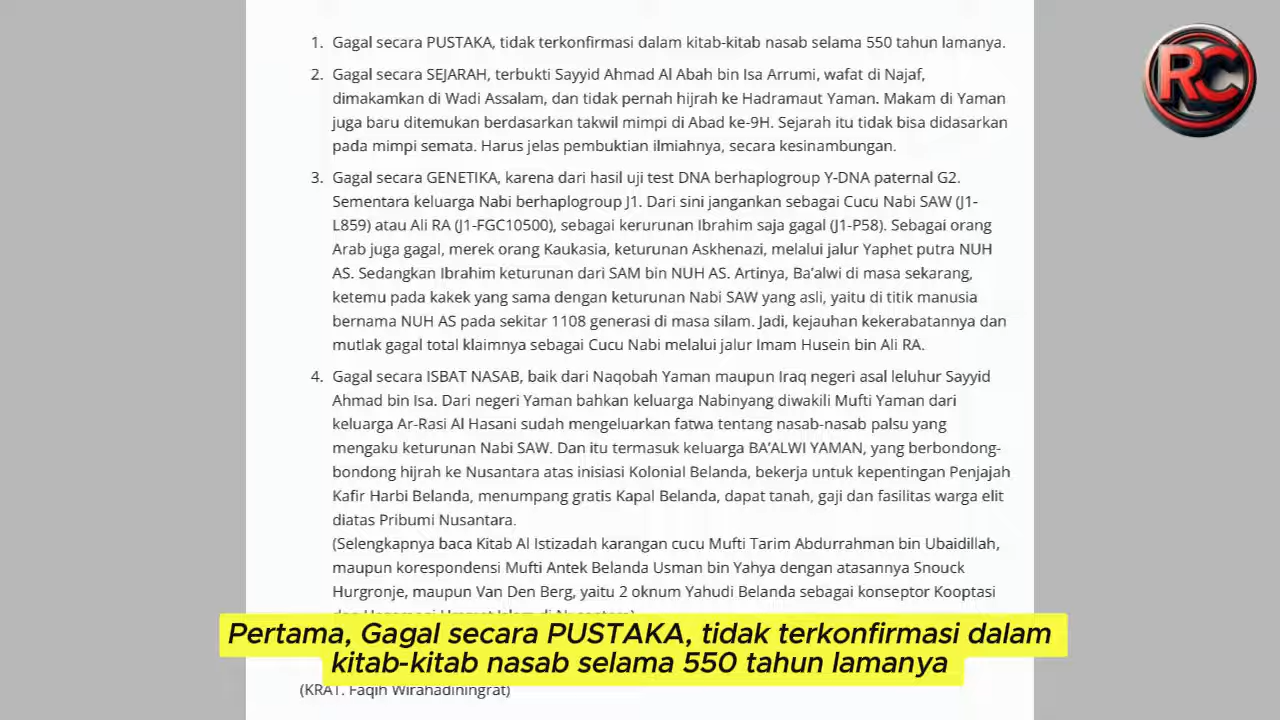 RC
1. Gagal secara PUSTAKA, tidak terkonfirmasi dalam kitab-kitab nasab selama 550 tahun lamanya.
2. Gagal secara SEJARAH, terbukti Sayyid Ahmad Al Abah bin Isa Arrumi, wafat di Najaf,
dimakamkan di Wadi Assalam, dan tidak pernah hijrah ke Hadramaut Yaman. Makam di Yaman
juga baru ditemukan berdasarkan takwil mimpi di Abad ke-9H. Sejarah itu tidak bisa didasarkan
pada mimpi semata. Harus jelas pembuktian ilmiahnya, secara kesinambungan.
3. Gagal secara GENETIKA, karena dari hasil uji test DNA berhaplogroup Y-DNA paternal G2.
Sementara keluarga Nabi berhaplogroup J1. Dari sini jangankan sebagai Cucu Nabi SAW (J1-
L859) atau Ali RA (J1-FGC10500), sebagai kerurunan Ibrahim saja gagal (J1-P58). Sebagai orang
Arab juga gagal, merek orang Kaukasia, keturunan Askhenazi, melalui jalur Yaphet putra NUH
AS. Sedangkan Ibrahim keturunan dari SAM bin NUH AS. Artinya, Ba'alwi di masa sekarang,
ketemu pada kakek yang sama dengan keturunan Nabi SAW yang asli, yaitu di titik manusia
bernama NUH AS pada sekitar 1108 generasi di masa silam. Jadi, kejauhan kekerabatannya dan
mutlak gagal total klaimnya sebagai Cucu Nabi melalui jalur Imam Husein bin Ali RA.
4. Gagal secara ISBAT NASAB, baik dari Naqobah Yaman maupun Iraq negeri asal leluhur Sayyid
Ahmad bin Isa. Dari negeri Yaman bahkan keluarga Nabinyang diwakili Mufti Yaman dari
keluarga Ar-Rasi Al Hasani sudah mengeluarkan fatwa tentang nasab-nasab palsu yang
mengaku keturunan Nabi SAW. Dan itu termasuk keluarga BA'ALWI YAMAN, yang berbondong-
bondong hijrah ke Nusantara atas inisiasi Kolonial Belanda, bekerja untuk kepentingan Penjajah
Kafir Harbi Belanda, menumpang gratis Kapal Belanda, dapat tanah, gaji dan fasilitas warga elit
diatas Pribumi Nusantara.
(Selengkapnya baca Kitab Al Istizadah karangan cucu Mufti Tarim Abdurrahman bin Ubaidillah,
maupun korespondensi Mufti Antek Belanda Usman bin Yahya dengan atasannya Snouck
Hurgronje, maupun Van Den Berg, yaitu 2 oknum Yahudi Belanda sebagai konseptor Kooptasi
Pertama, Gagal secara PUSTAKA, tidak terkonfirmasi dalam
kitab-kitab nasab selama 550 tahun lamanya
(KRAT. Faqih Wirahadiningrat)